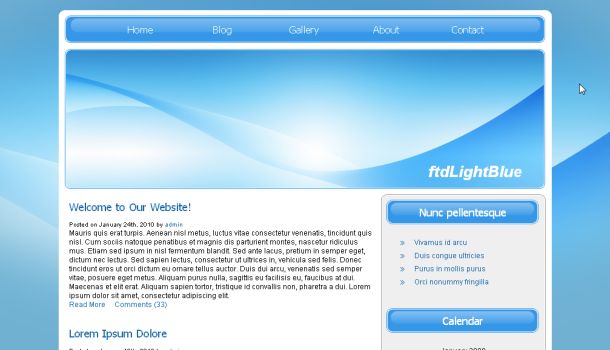 Home Blog Gallery About Contact
ftdLightBlue
Welcome to Our Website!
Posted on January 24th, 2010 by admin
Mauris quis erat turpis. Aenean nisl metus, luctus vitae consectetur venenatis, tincidunt quis
nisl. Cum sociis natoque penatibus et magnis dis parturient montes, nascetur ridiculus
mus. Etiam sed ipsum in nisl fermentum blandit. Sed ante lacus, pretium in semper eget,
dictum nec lectus. Sed sapien lectus, consectetur ut ultrices in, vehicula sed felis. Donec
tincidunt eros ut orci dictum eu ornare tellus auctor. Duis dui arcu, venenatis sed semper
vitae, posuere eget metus. Aliquam purus nulla, sagittis eu facilisis eu, faucibus at dui.
Maecenas et elit erat. Aliquam sapien tortor, tristique id convallis non, pharetra a dui. Lorem
ipsum dolor sit amet, consectetur adipiscing elit.
Read More Comments (33)
Lorem Ipsum Dolore
Nunc pellentesque
» Vivamus id arcu
» Duis congue ultricies
» Purus in mollis purus
» Orci nonummy fringilla
Calendar